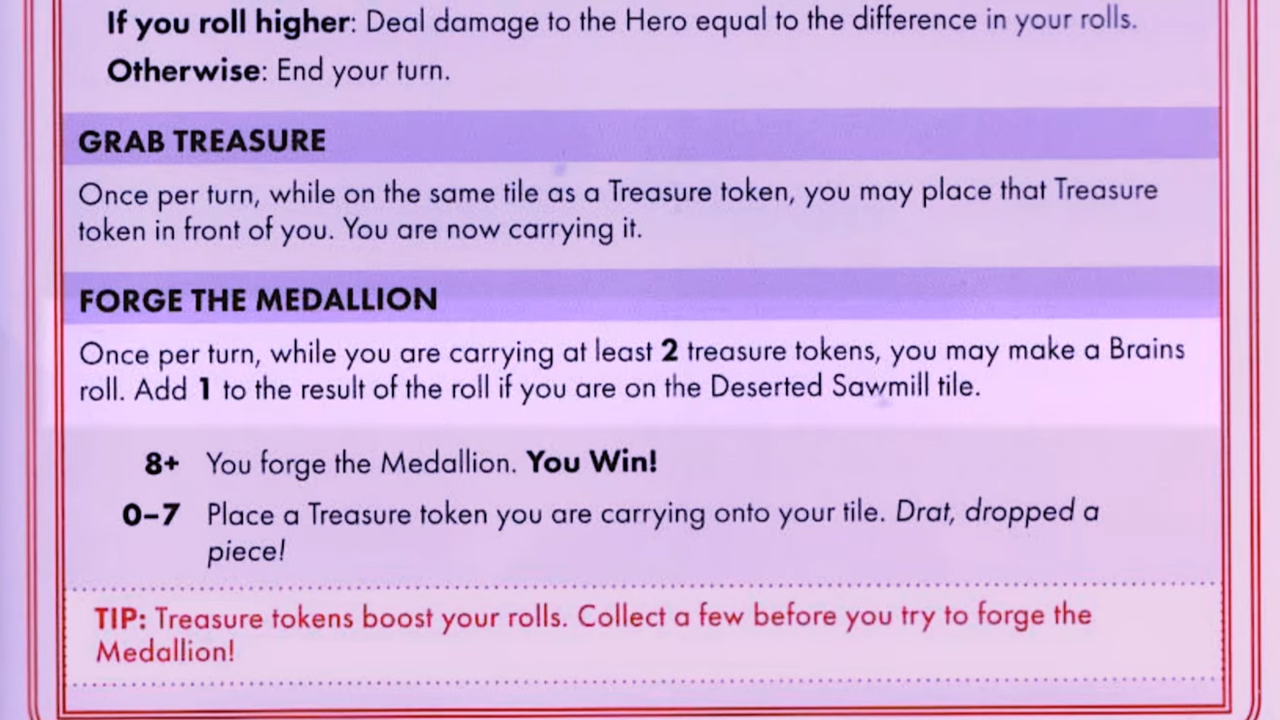 If you roll higher: Deal damage to the Hero equal to the difference in your rolls.
Otherwise: End your turn.
GRAB TREASURE
Once per turn, while on the same tile as a Treasure token, you may place that Treasure
token in front of you. You are now carrying it.
FORGE THE MEDALLION
Once per turn, while you are carrying at least 2 treasure tokens, you may make a Brains
roll. Add 1 to the result of the roll if you are on the Deserted Sawmill tile.
8+ You forge the Medallion. You Win!
0–7 Place a Treasure token you are carrying onto your tile. Drat, dropped a
piece!
TIP: Treasure tokens boost your rolls. Collect a few before you try to forge the
Medallion!